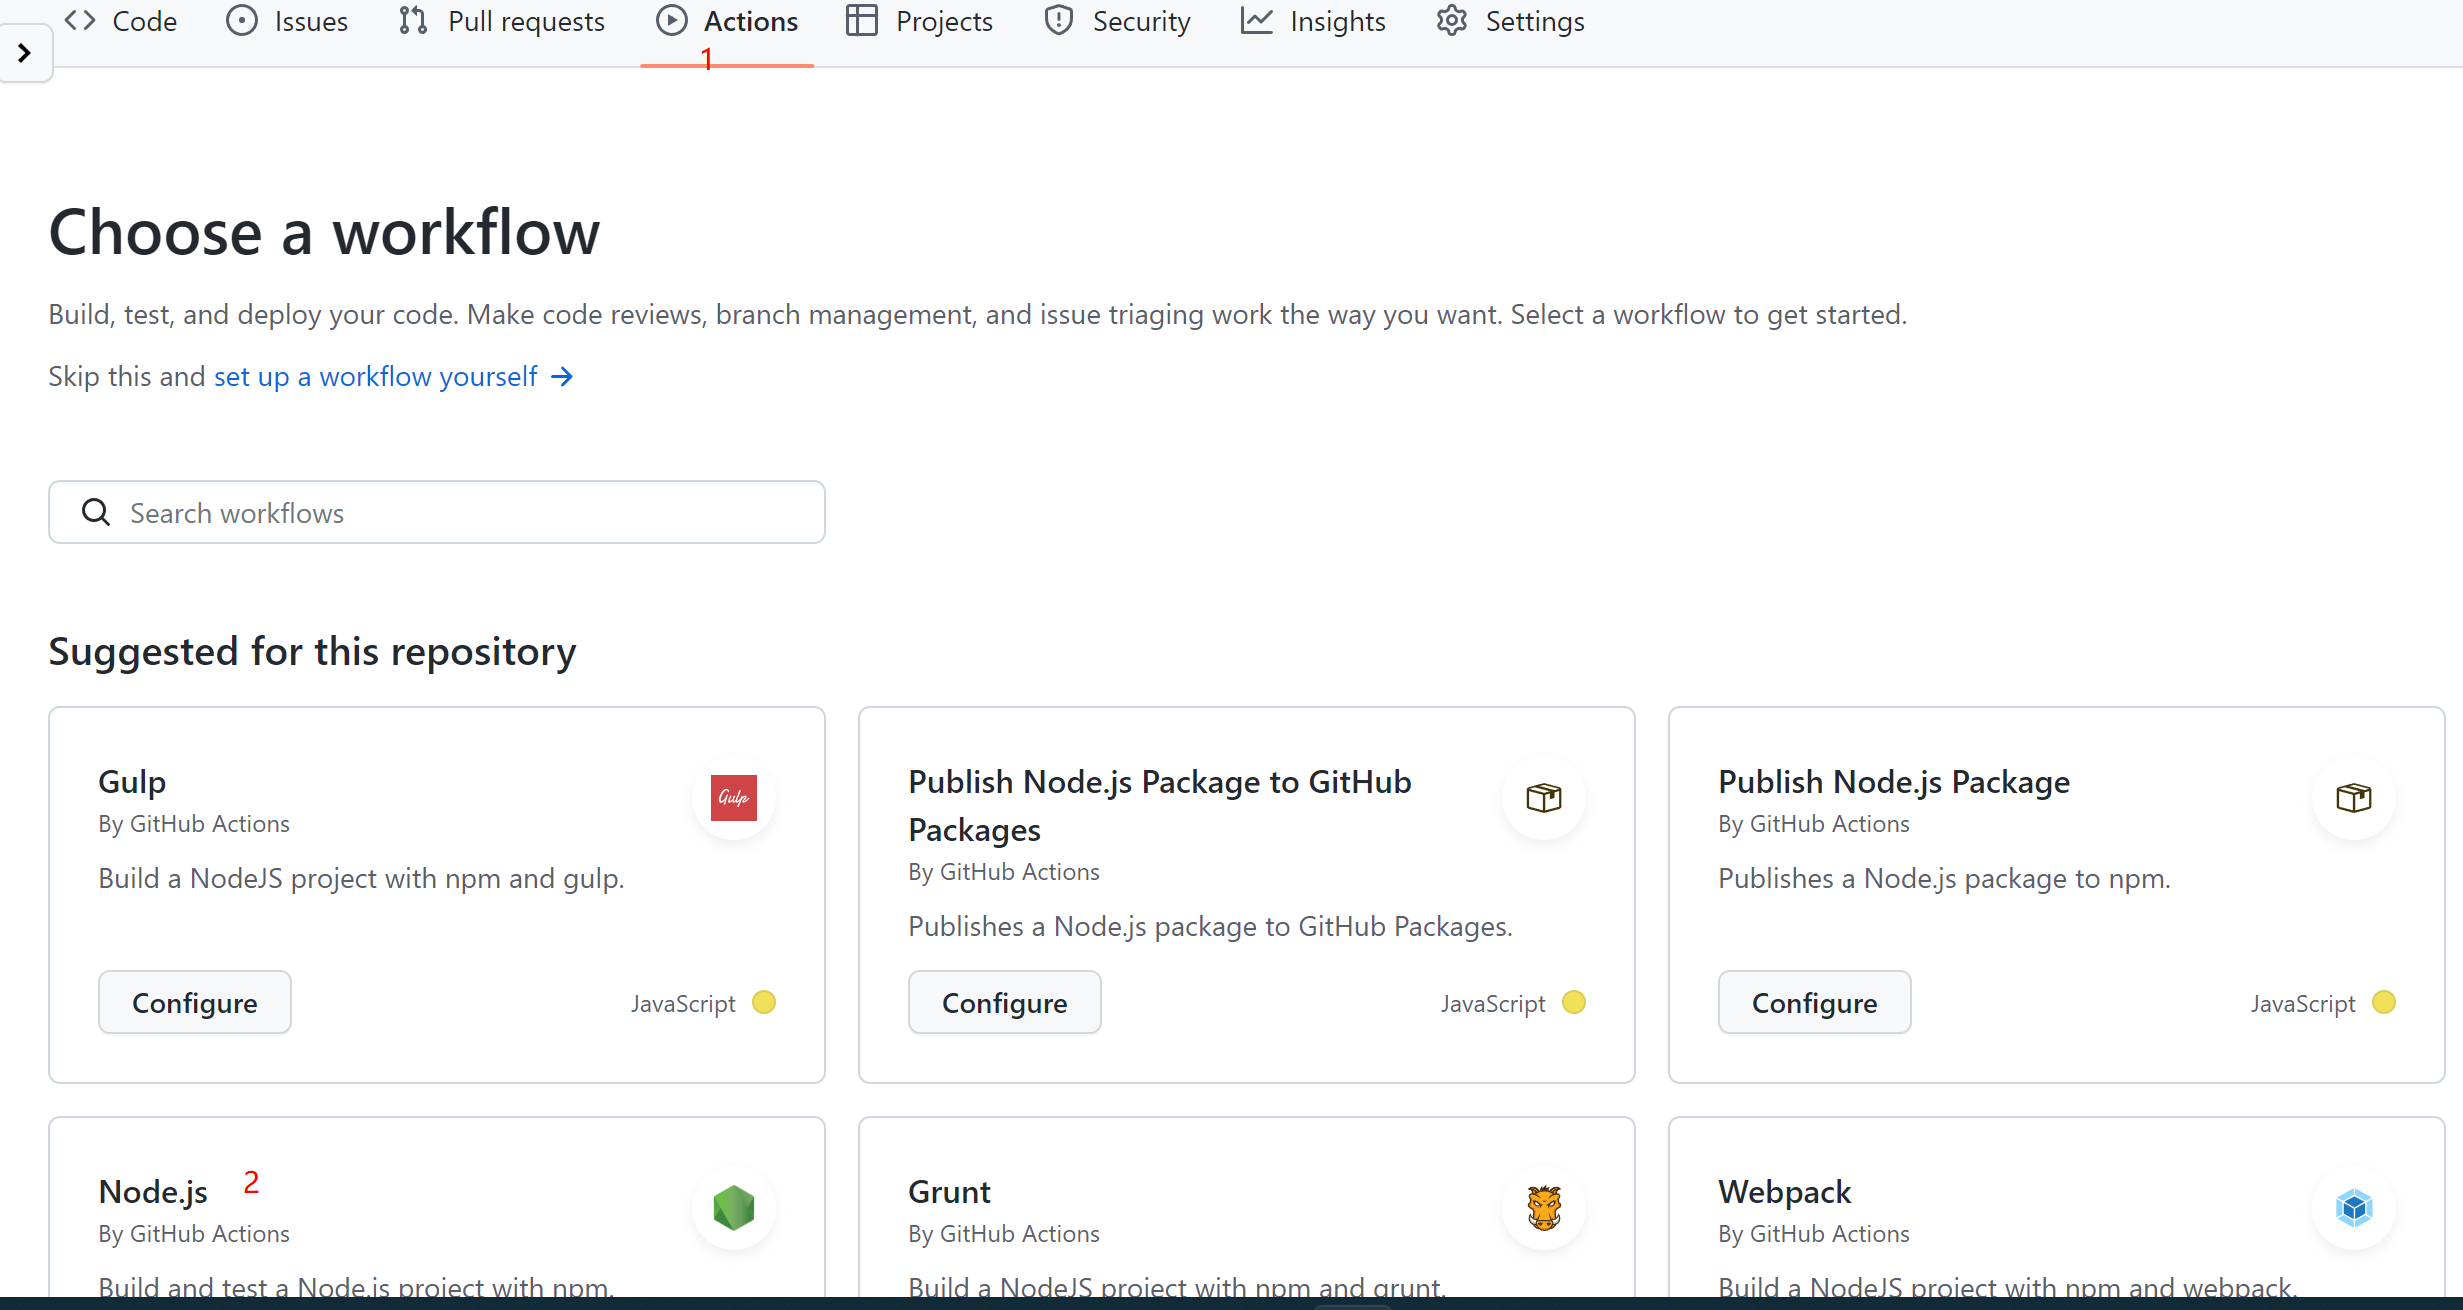 Code Issues Pull requests Actions Projects Security Insights Settings
1
Choose a workflow
Build, test, and deploy your code. Make code reviews, branch management, and issue triaging work the way you want. Select a workflow to get started.
Skip this and set up a workflow yourself →
Search workflows
Suggested for this repository
Gulp
By GitHub Actions
Build a NodeJS project with npm and gulp.
Configure JavaScript
Gulp
Publish Node.js Package to GitHub
Packages
By GitHub Actions
Publishes a Node.js package to GitHub Packages.
Configure JavaScript
Publish Node.js Package
By GitHub Actions
Publishes a Node.js package to npm.
Configure JavaScript
Node.js 2
By GitHub Actions
Build and test a Node.js project with npm.
Grunt
By GitHub Actions
Build a NodeJS project with npm and grunt.
Webpack
By GitHub Actions
Build a NodeJS project with npm and webpack.